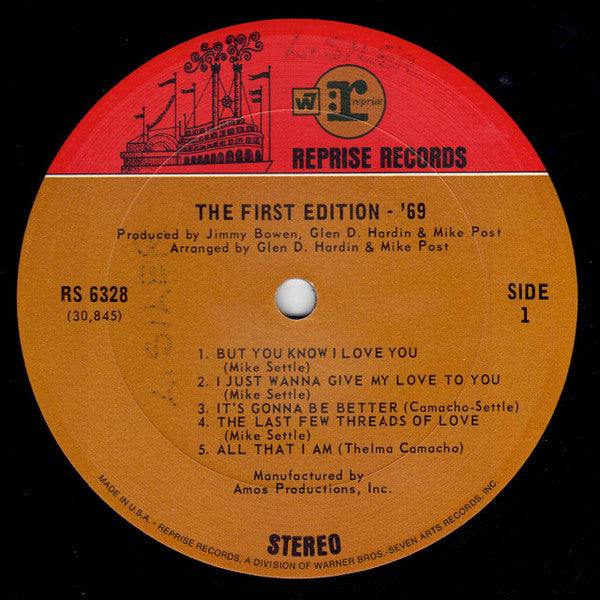 W7
r
reprise
REPRISE RECORDS
THE FIRST EDITION - '69
Produced by Jimmy Bowen, Glen D. Hardin & Mike Post
Arranged by Glen D. Hardin & Mike Post
RS 6328
(30,845)
SIDE
1
1. BUT YOU KNOW I LOVE YOU
(Mike Settle)
2. I JUST WANNA GIVE MY LOVE TO YOU
(Mike Settle)
3. IT'S GONNA BE BETTER (Camacho-Settle)
4. THE LAST FEW THREADS OF LOVE
(Mike Settle)
5. ALL THAT I AM (Thelma Camacho)
Manufactured by
Amos Productions, Inc.
STEREO
MADE IN U.S.A. • REPRISE RECORDS, A DIVISION OF WARNER BROS.-SEVEN ARTS RECORDS, INC.